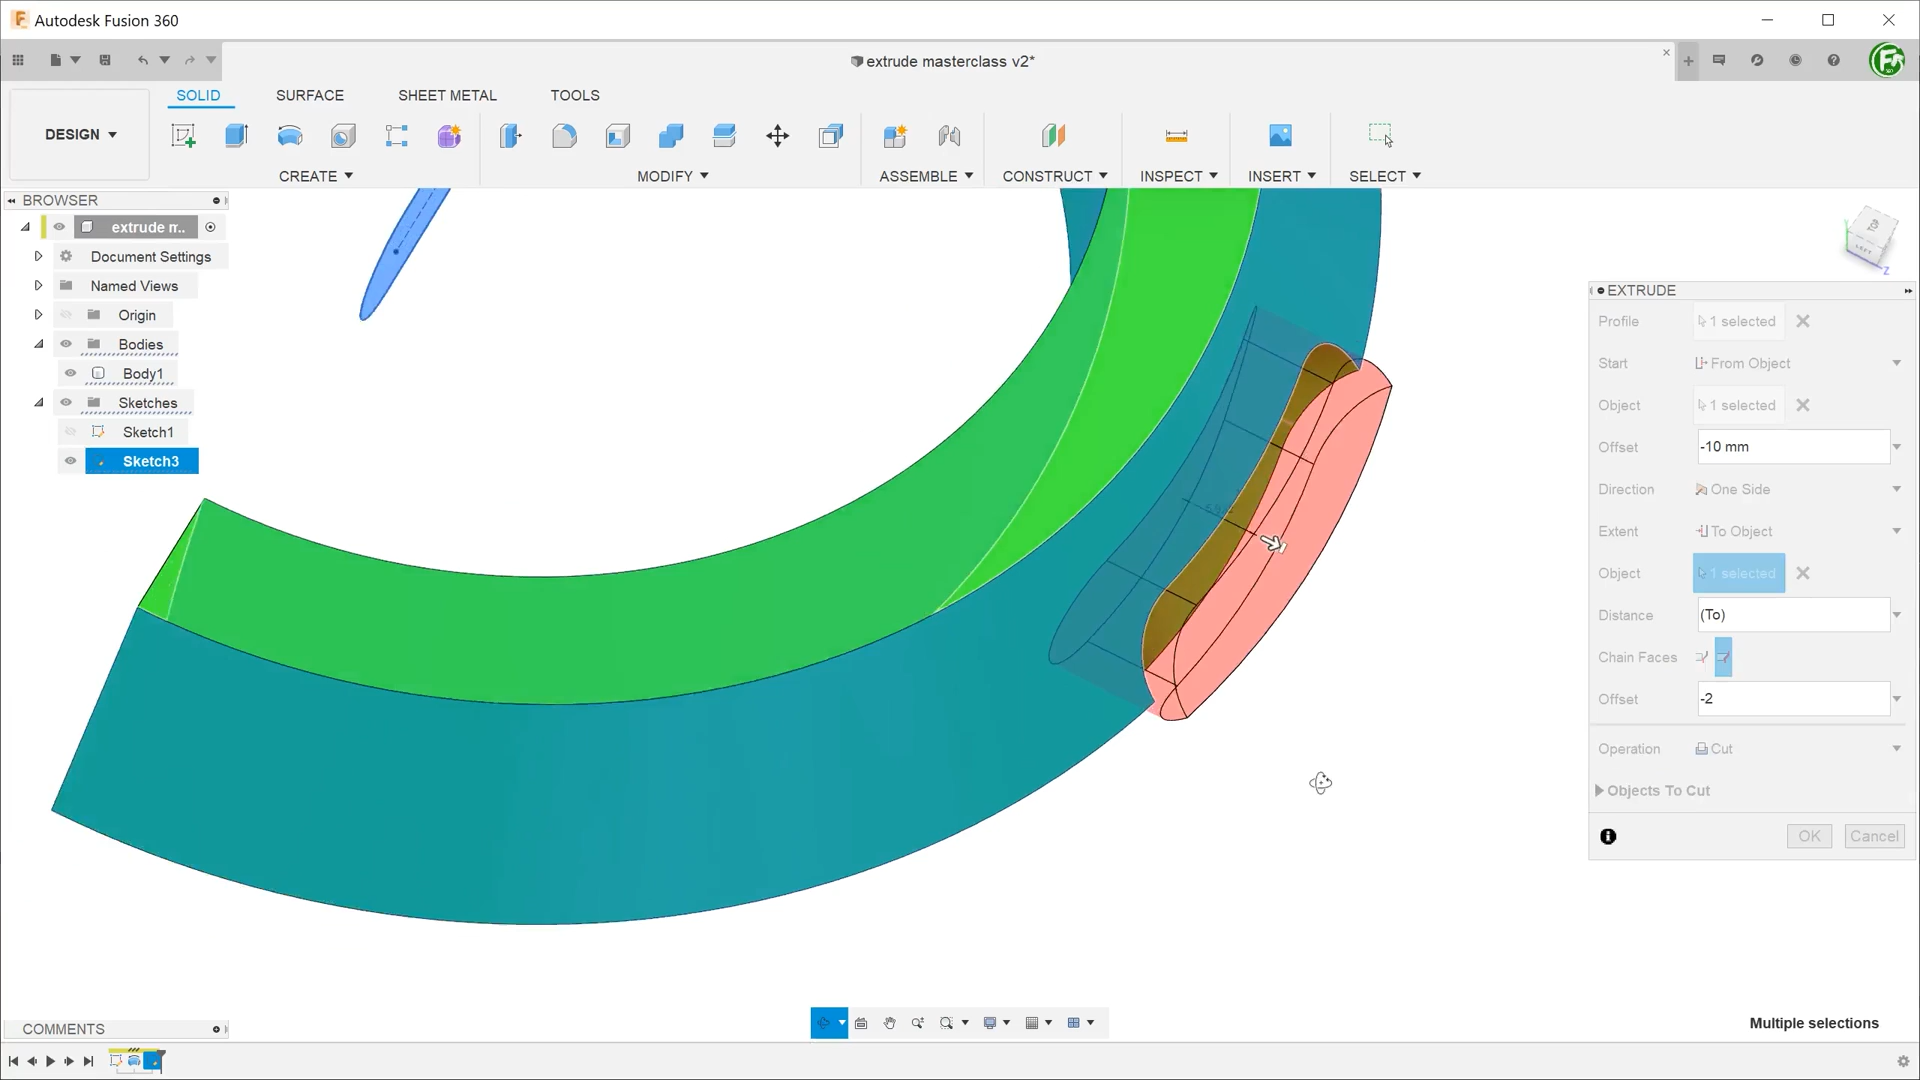 Autodesk Fusion 360
extrude masterclass v2*
DESIGN
SOLID SURFACE SHEET METAL TOOLS
CREATE MODIFY ASSEMBLE CONSTRUCT INSPECT INSERT SELECT
BROWSER
extrude m..
Document Settings
Named Views
Origin
Bodies
Body1
Sketches
Sketch1
Sketch3
TOP
LEFT
Z
EXTRUDE
Profile 1 selected
Start From Object
Object 1 selected
Offset -10 mm
Direction One Side
Extent To Object
Object 1 selected
Distance (To)
Chain Faces
Offset -2
Operation Cut
Objects To Cut
OK Cancel
COMMENTS
Multiple selections